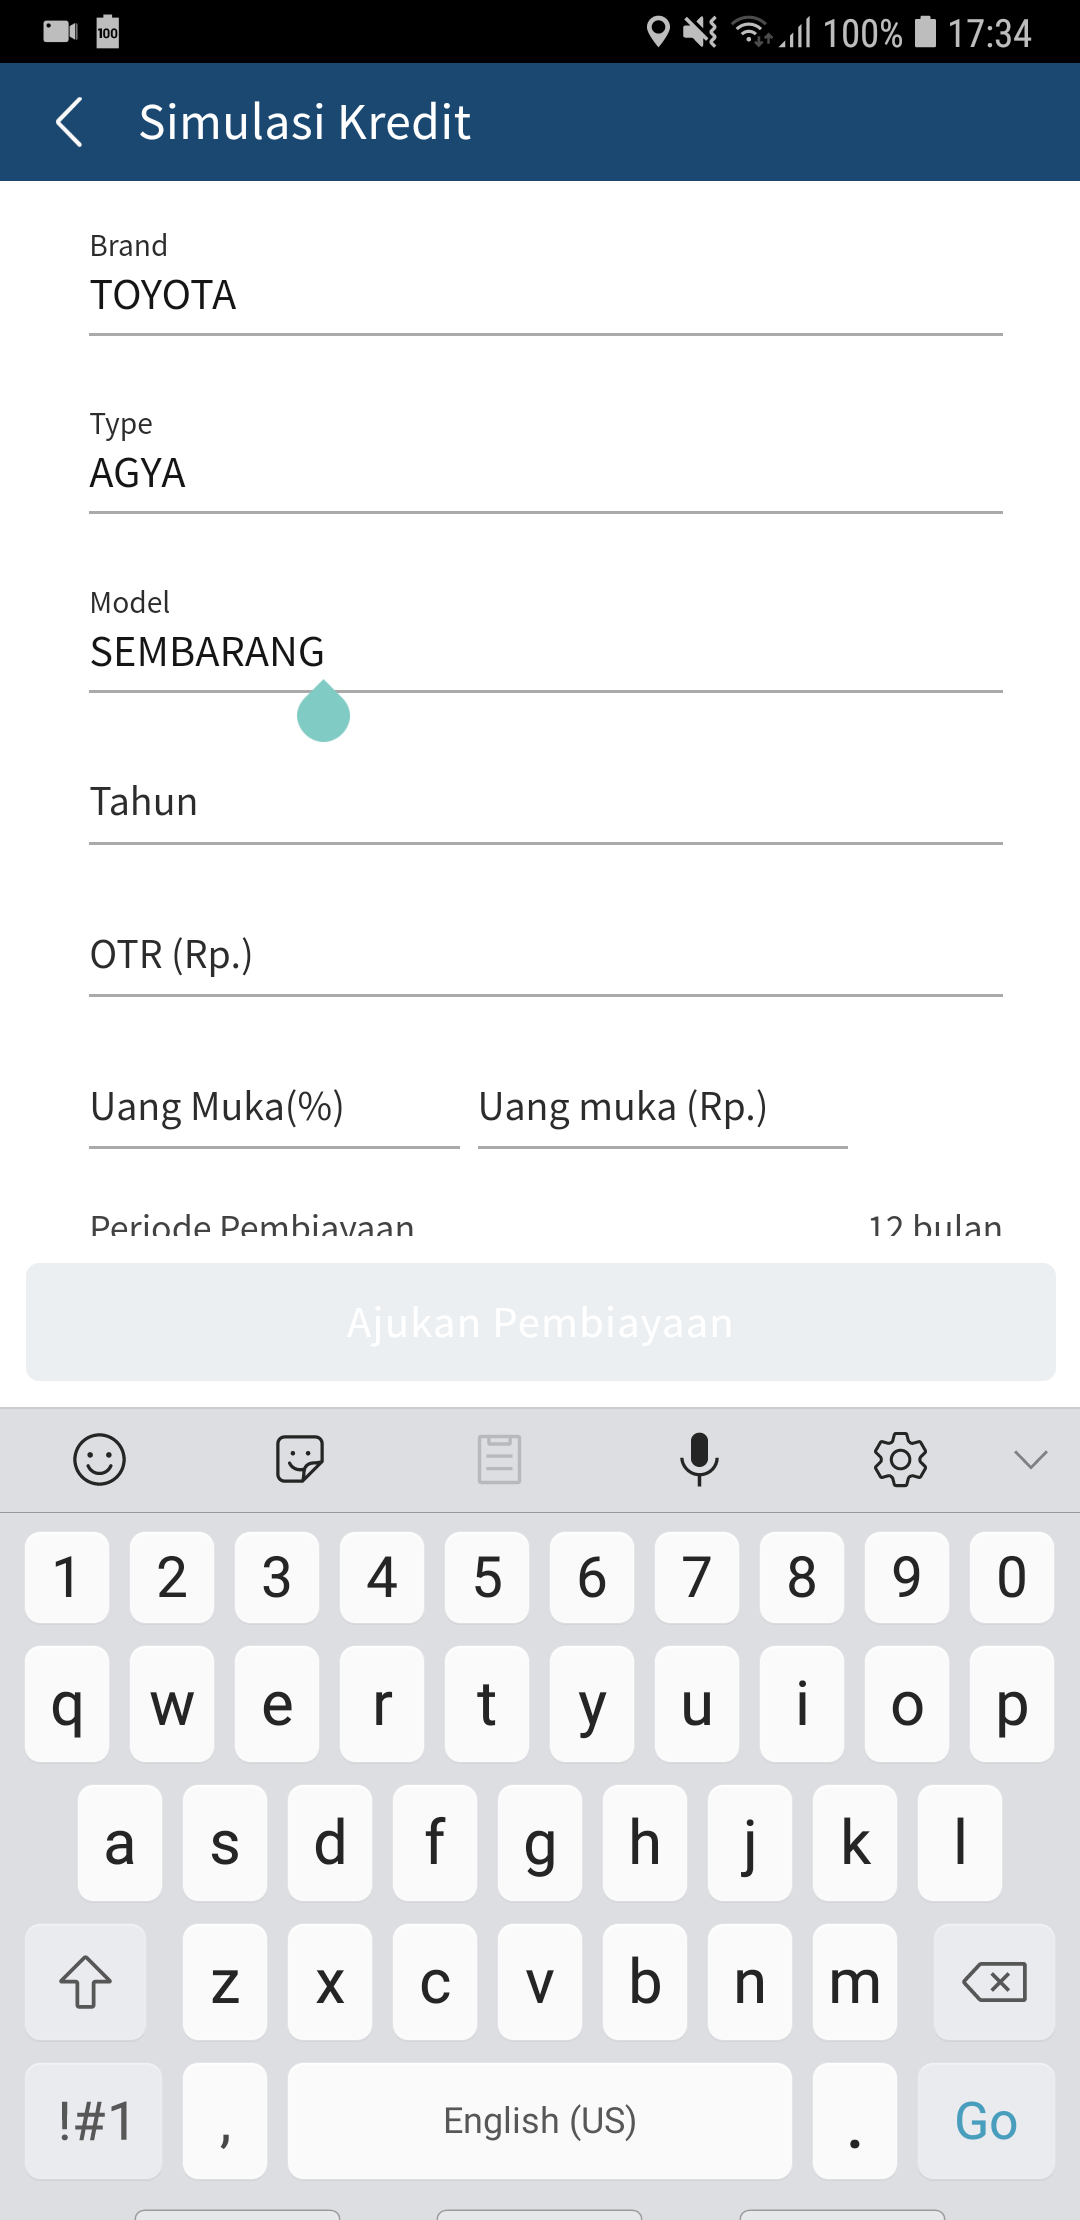 100 100% 17:34
Simulasi Kredit
Brand
TOYOTA
Type
AGYA
Model
SEMBARANG
Tahun
OTR (Rp.)
Uang Muka(%) Uang muka (Rp.)
Periode Pembiayaan 12 bulan
Ajukan Pembiayaan
1 2 3 4 5 6 7 8 9 0
q w e r t y u i o p
a s d f g h j k l
z x c v b n m
!#1 , English (US) . Go